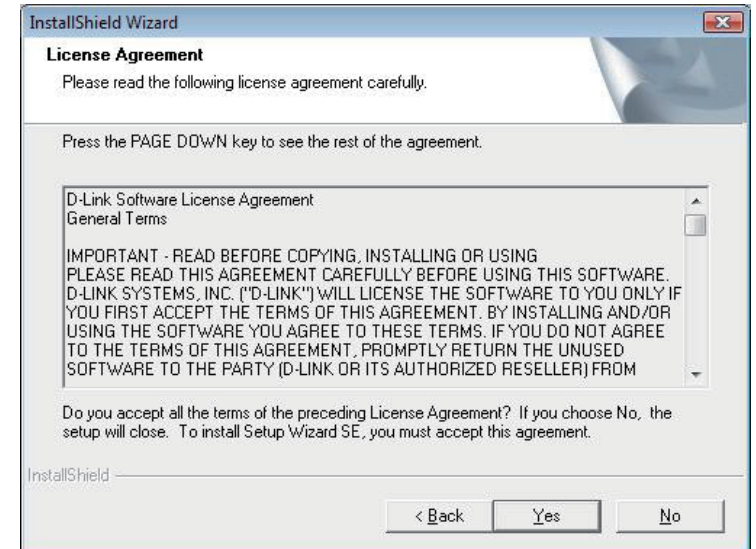 InstallShield Wizard
License Agreement
Please read the following license agreement carefully.
Press the PAGE DOWN key to see the rest of the agreement.
D-Link Software License Agreement
General Terms
IMPORTANT - READ BEFORE COPYING, INSTALLING OR USING
PLEASE READ THIS AGREEMENT CAREFULLY BEFORE USING THIS SOFTWARE.
D-LINK SYSTEMS, INC. ("D-LINK") WILL LICENSE THE SOFTWARE TO YOU ONLY IF
YOU FIRST ACCEPT THE TERMS OF THIS AGREEMENT. BY INSTALLING AND/OR
USING THE SOFTWARE YOU AGREE TO THESE TERMS. IF YOU DO NOT AGREE
TO THE TERMS OF THIS AGREEMENT, PROMPTLY RETURN THE UNUSED
SOFTWARE TO THE PARTY (D-LINK OR ITS AUTHORIZED RESELLER) FROM
Do you accept all the terms of the preceding License Agreement? If you choose No, the
setup will close. To install Setup Wizard SE, you must accept this agreement.
InstallShield
< Back Yes No